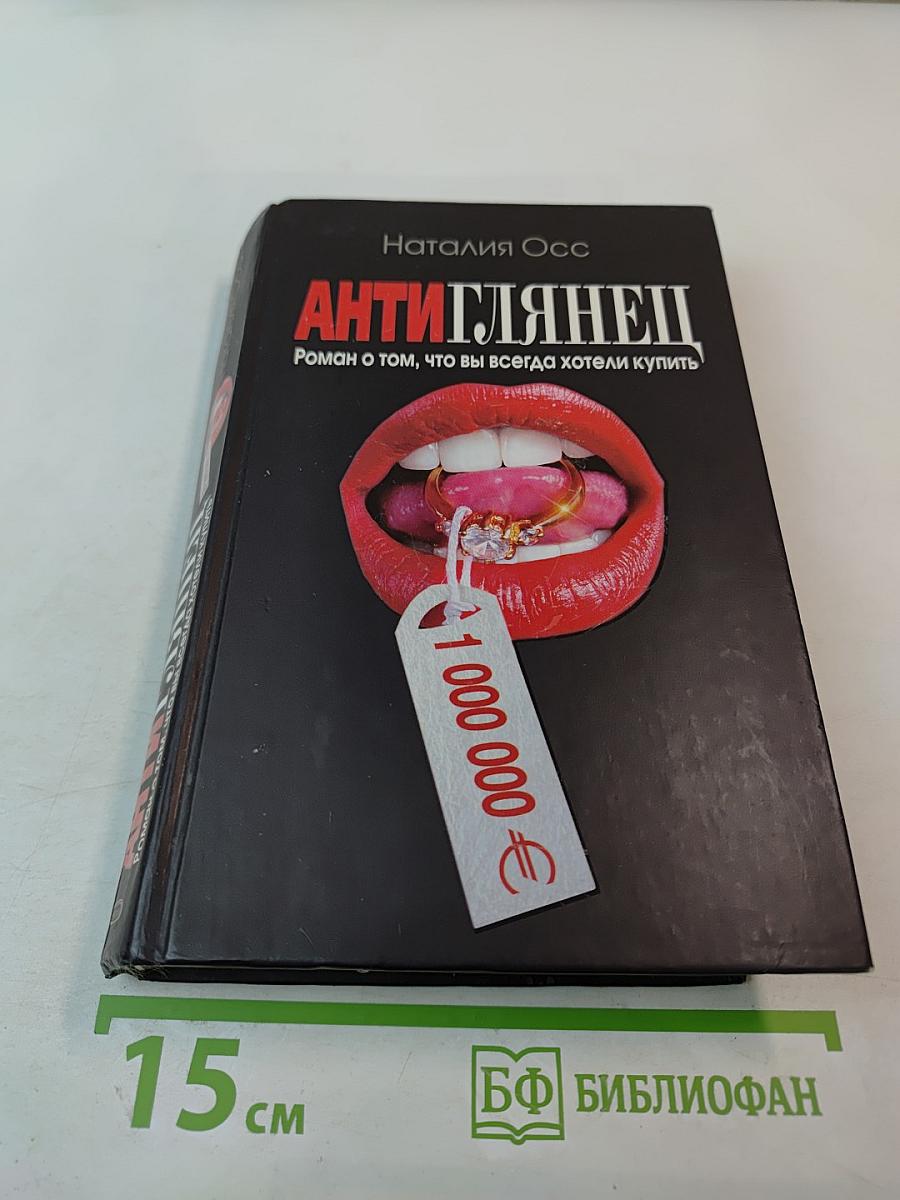 Наталия Осс
АНТИГЛЯНЕЦ
Роман о том, что вы всегда хотели купить
1 000 000 €
15 см
БФ БИБЛИОФАН